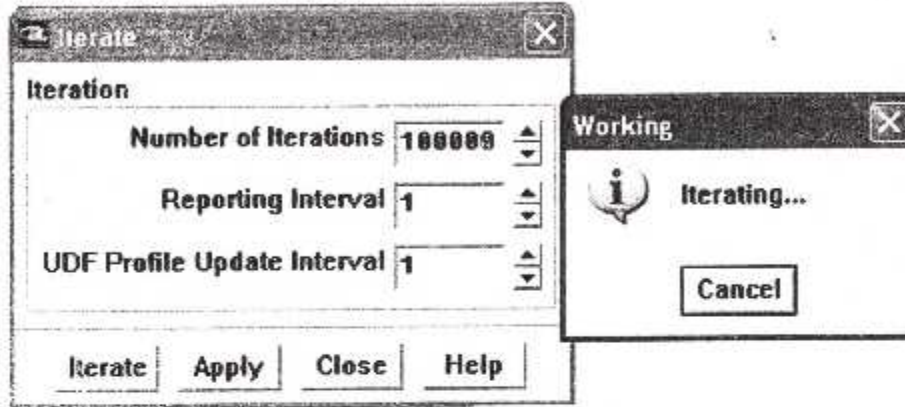 Iterate
Iteration
Number of Iterations 100009
Reporting Interval 1
UDF Profile Update Interval 1
Iterate Apply Close Help
Working
Iterating...
Cancel